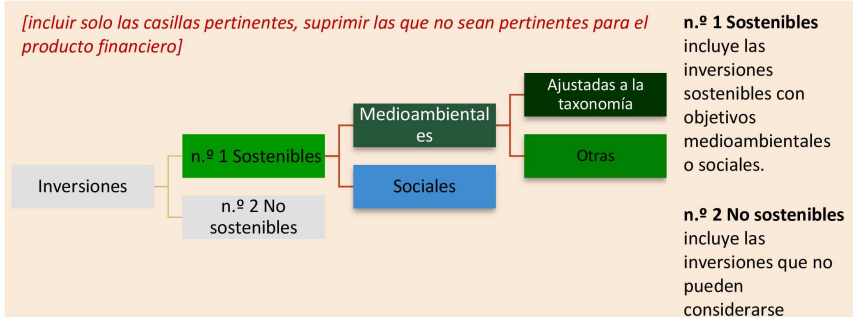 [incluir solo las casillas pertinentes, suprimir las que no sean pertinentes para el
producto financiero]
Inversiones
n.º 1 Sostenibles
n.º 2 No
sostenibles
Medioambiental
es
Sociales
Ajustadas a la
taxonomía
Otras
n.º 1 Sostenibles
incluye las
inversiones
sostenibles con
objetivos
medioambientales
o sociales.
n.º 2 No sostenibles
incluye las
inversiones que no
pueden
considerarse